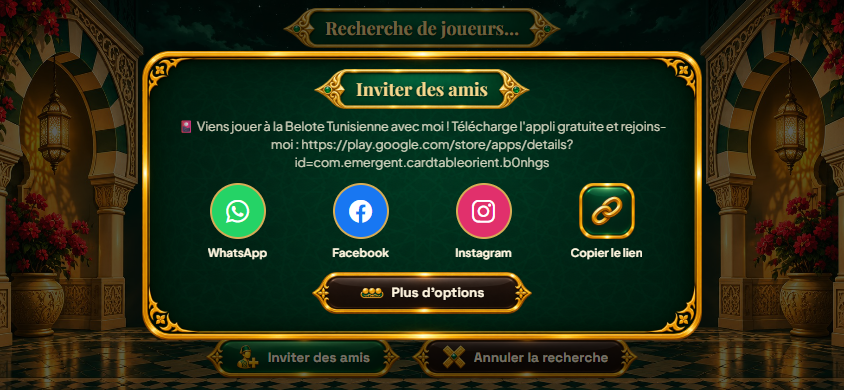 Recherche de joueurs...
Inviter des amis
🎴 Viens jouer à la Belote Tunisienne avec moi ! Télécharge l'appli gratuite et rejoins-
moi : https://play.google.com/store/apps/details?
id=com.emergent.cardtableorient.b0nhgs
WhatsApp
Facebook
Instagram
Copier le lien
Plus d'options
Inviter des amis
Annuler la recherche